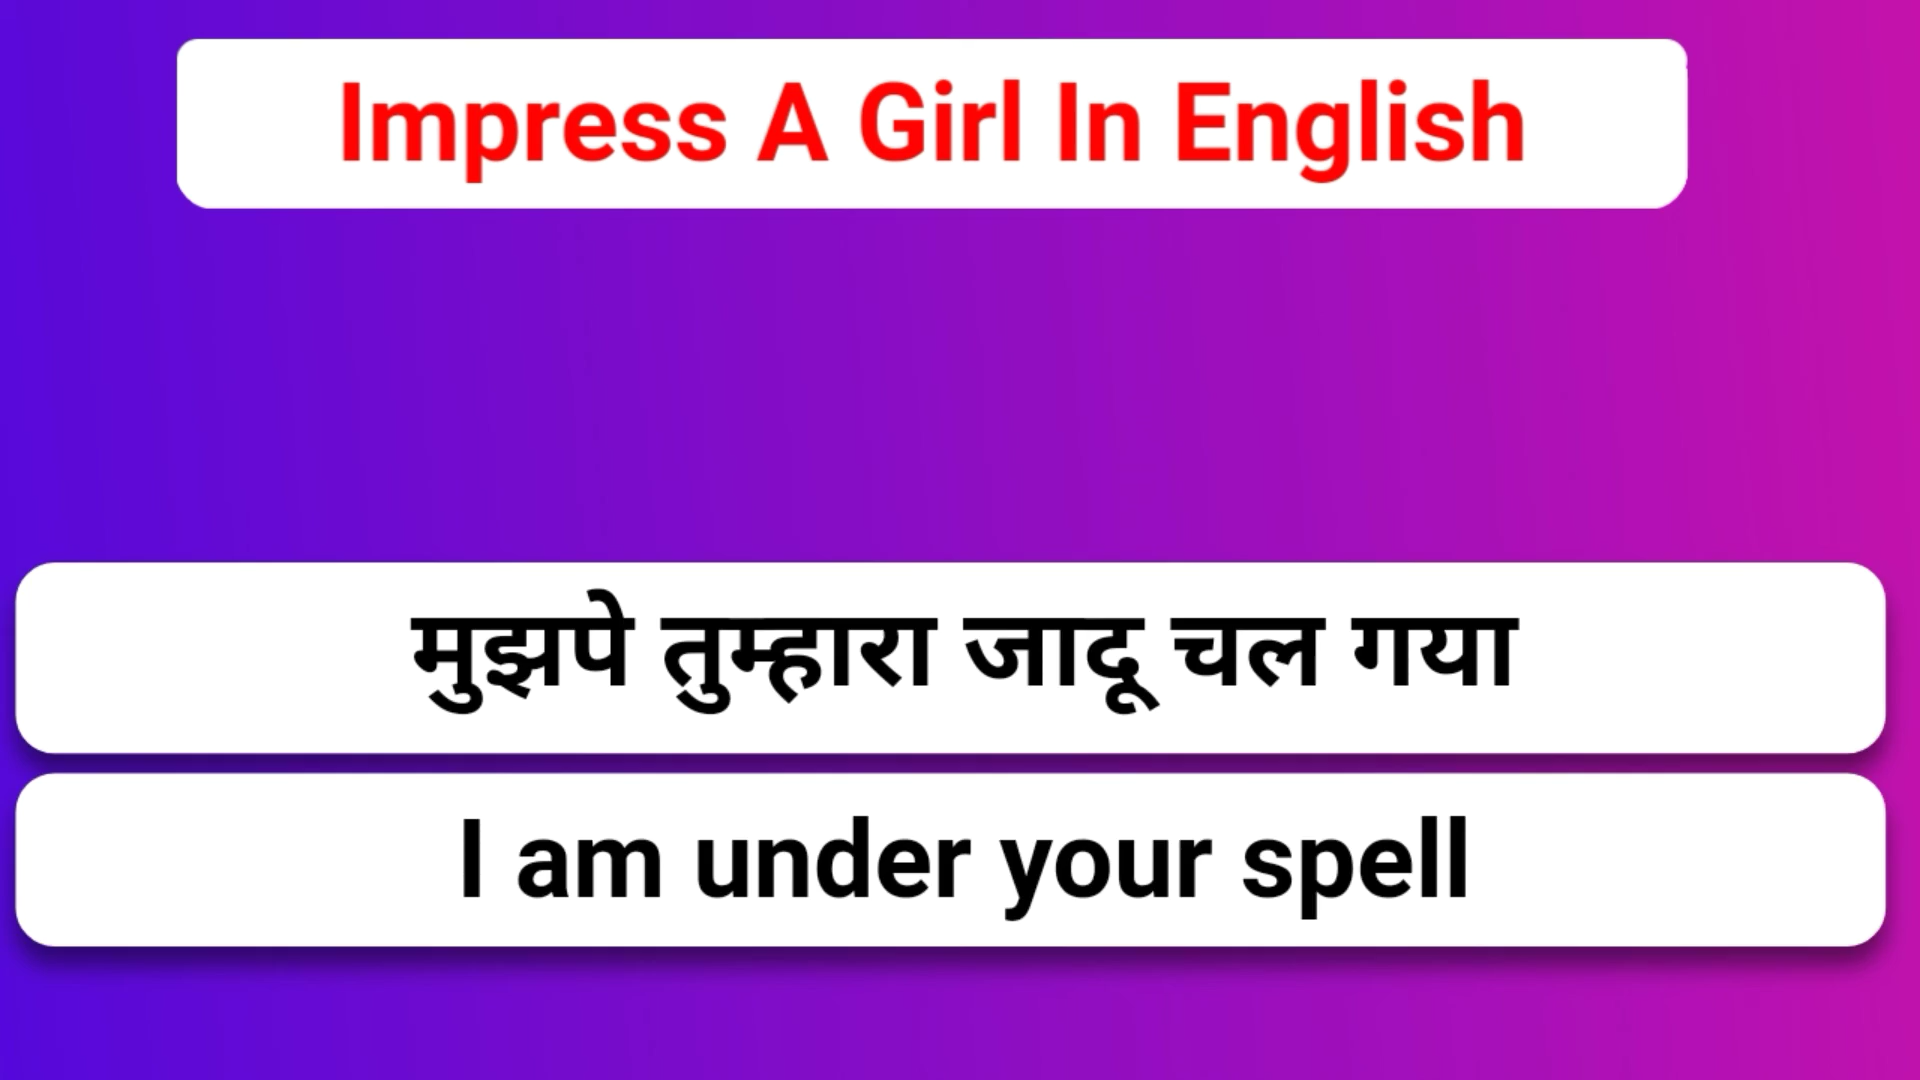 Impress A Girl In English
मुझपे तुम्हारा जादू चल गया
I am under your spell